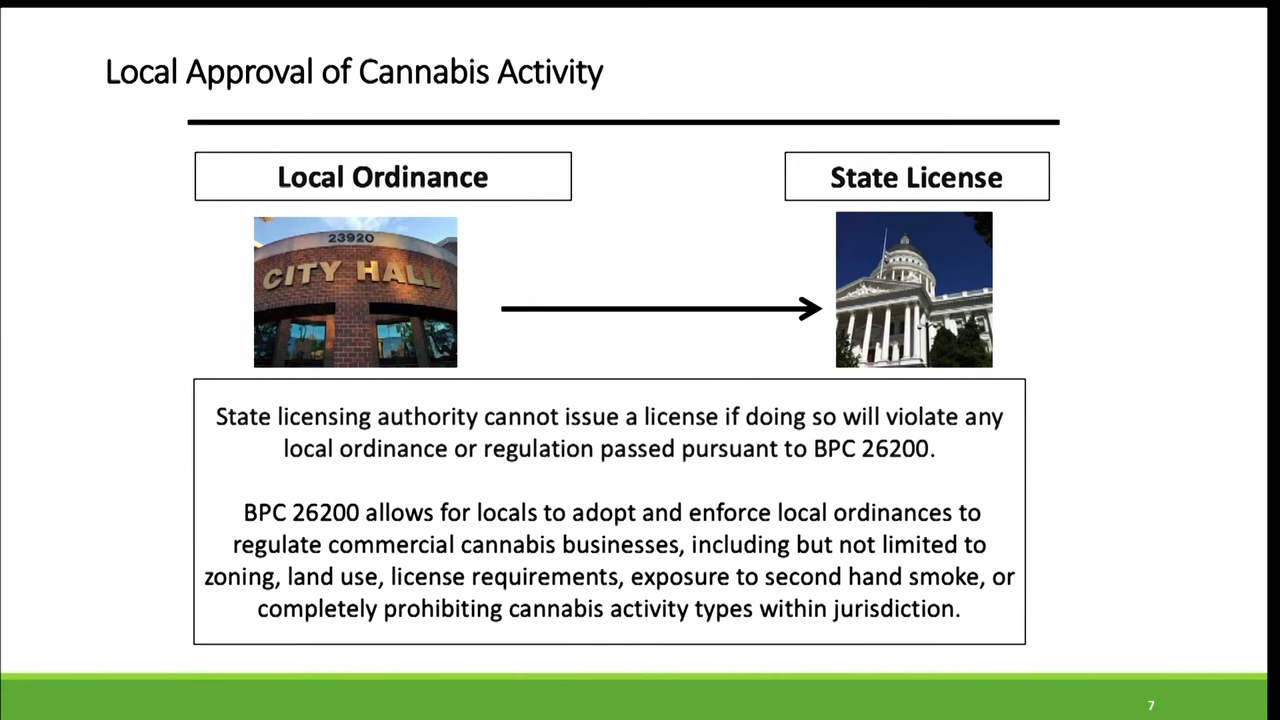 Local Approval of Cannabis Activity
Local Ordinance
State License
23920
CITY HALL
State licensing authority cannot issue a license if doing so will violate any
local ordinance or regulation passed pursuant to BPC 26200.
BPC 26200 allows for locals to adopt and enforce local ordinances to
regulate commercial cannabis businesses, including but not limited to
zoning, land use, license requirements, exposure to second hand smoke, or
completely prohibiting cannabis activity types within jurisdiction.
7